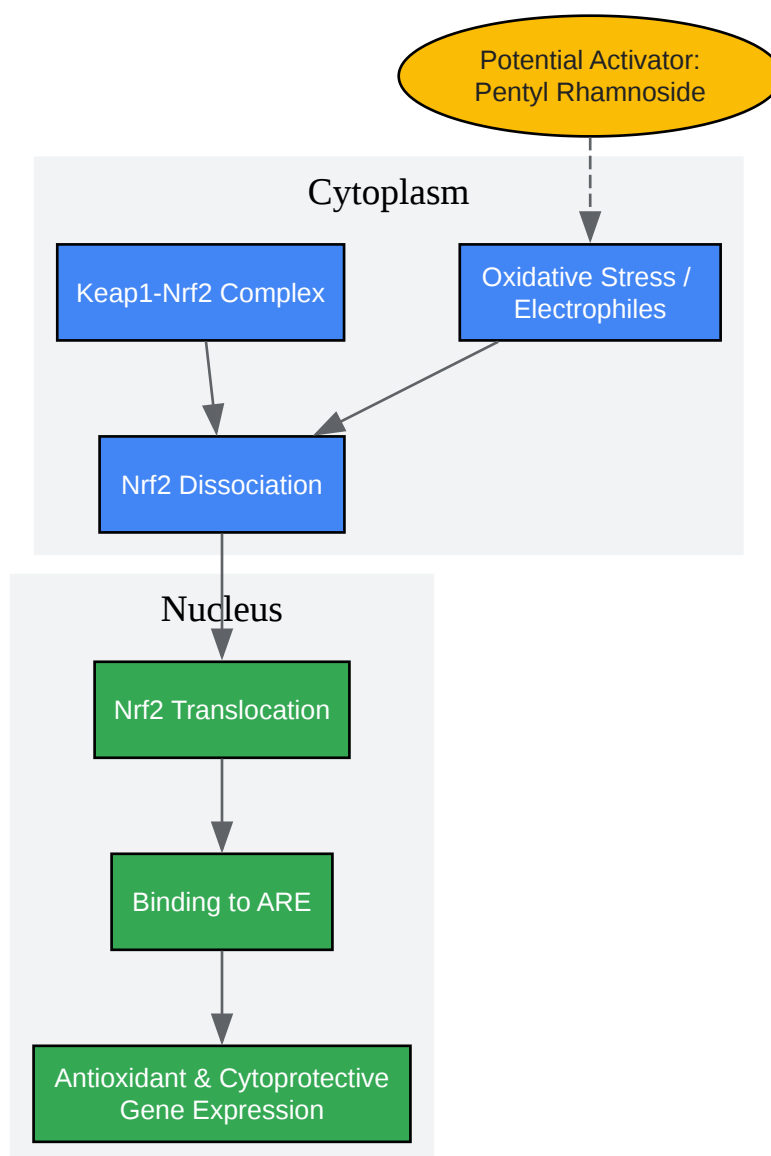 Potential Activator:
Pentyl Rhamnoside
Cytoplasm
Keap1-Nrf2 Complex
Oxidative Stress /
Electrophiles
Nrf2 Dissociation
Nucleus
Nrf2 Translocation
Binding to ARE
Antioxidant & Cytoprotective
Gene Expression